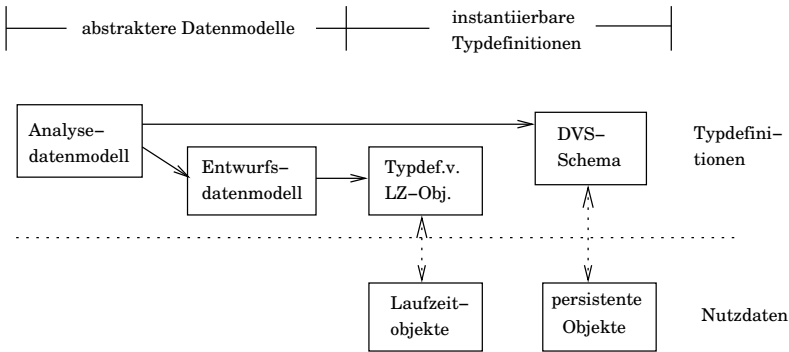 abstraktere Datenmodelle
instantiierbare
Typdefinitionen
Analyse–
datenmodell
Entwurfs–
datenmodell
Typdef.v.
LZ–Obj.
DVS–
Schema
Typdefini–
tionen
Laufzeit–
objekte
persistente
Objekte
Nutzdaten